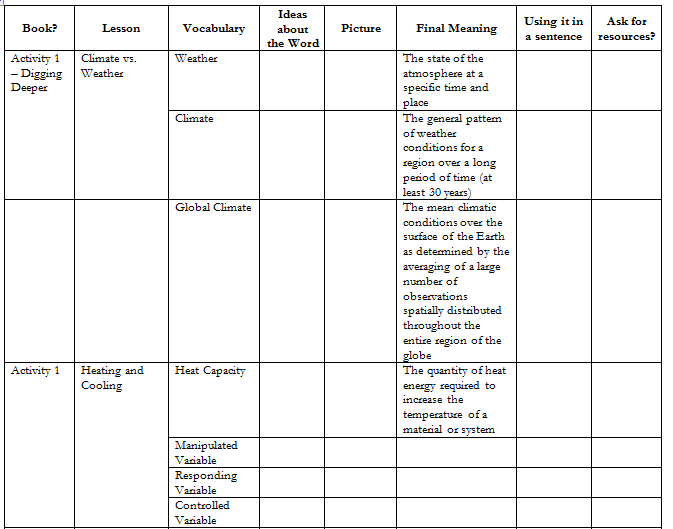 Book?
Lesson
Vocabulary
Ideas
about
the Word
Picture
Final Meaning
Using it in
a sentence
Ask for
resources?
Activity 1
– Digging
Deeper
Climate vs.
Weather
Weather
The state of the
atmosphere at a
specific time and
place
Climate
The general pattern
of weather
conditions for a
region over a long
period of time (at
least 30 years)
Global Climate
The mean climatic
conditions over the
surface of the Earth
as determined by the
averaging of a large
number of
observations
spatially distributed
throughout the
entire region of the
globe
Activity 1
Heating and
Cooling
Heat Capacity
The quantity of heat
energy required to
increase the
temperature of a
material or system
Manipulated
Variable
Responding
Variable
Controlled
Variable